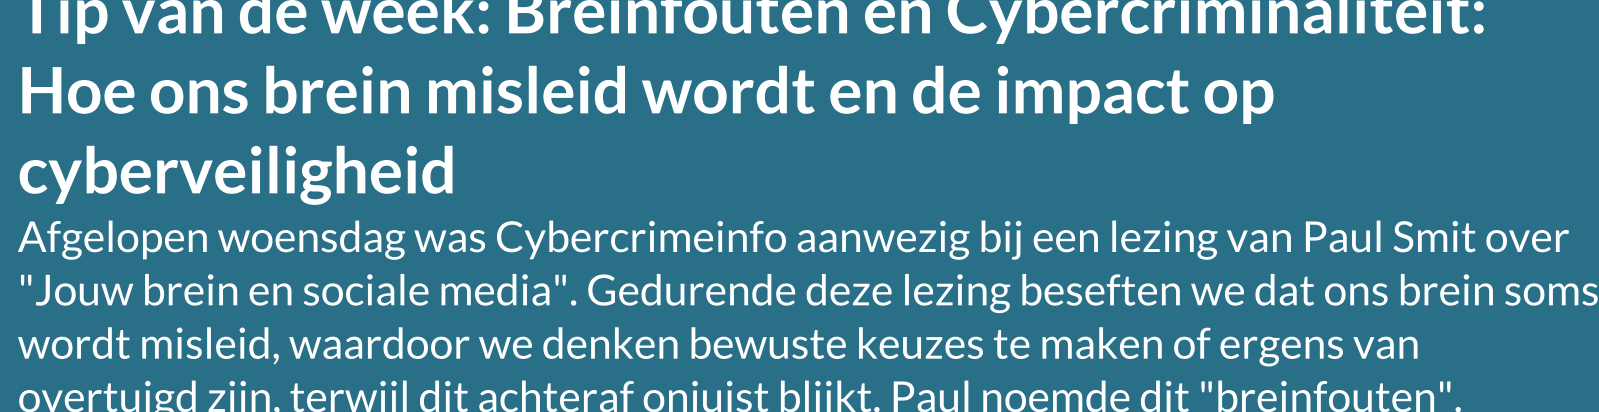 Tip van de week: Breinfouten en Cybercriminaliteit:
Hoe ons brein misleid wordt en de impact op
cyberveiligheid
Afgelopen woensdag was Cybercrimeinfo aanwezig bij een lezing van Paul Smit over
"Jouw brein en sociale media". Gedurende deze lezing beseften we dat ons brein soms
wordt misleid, waardoor we denken bewuste keuzes te maken of ergens van
overtuigd zijn, terwijl dit achteraf onjuist blijkt. Paul noemde dit "breinfouten".